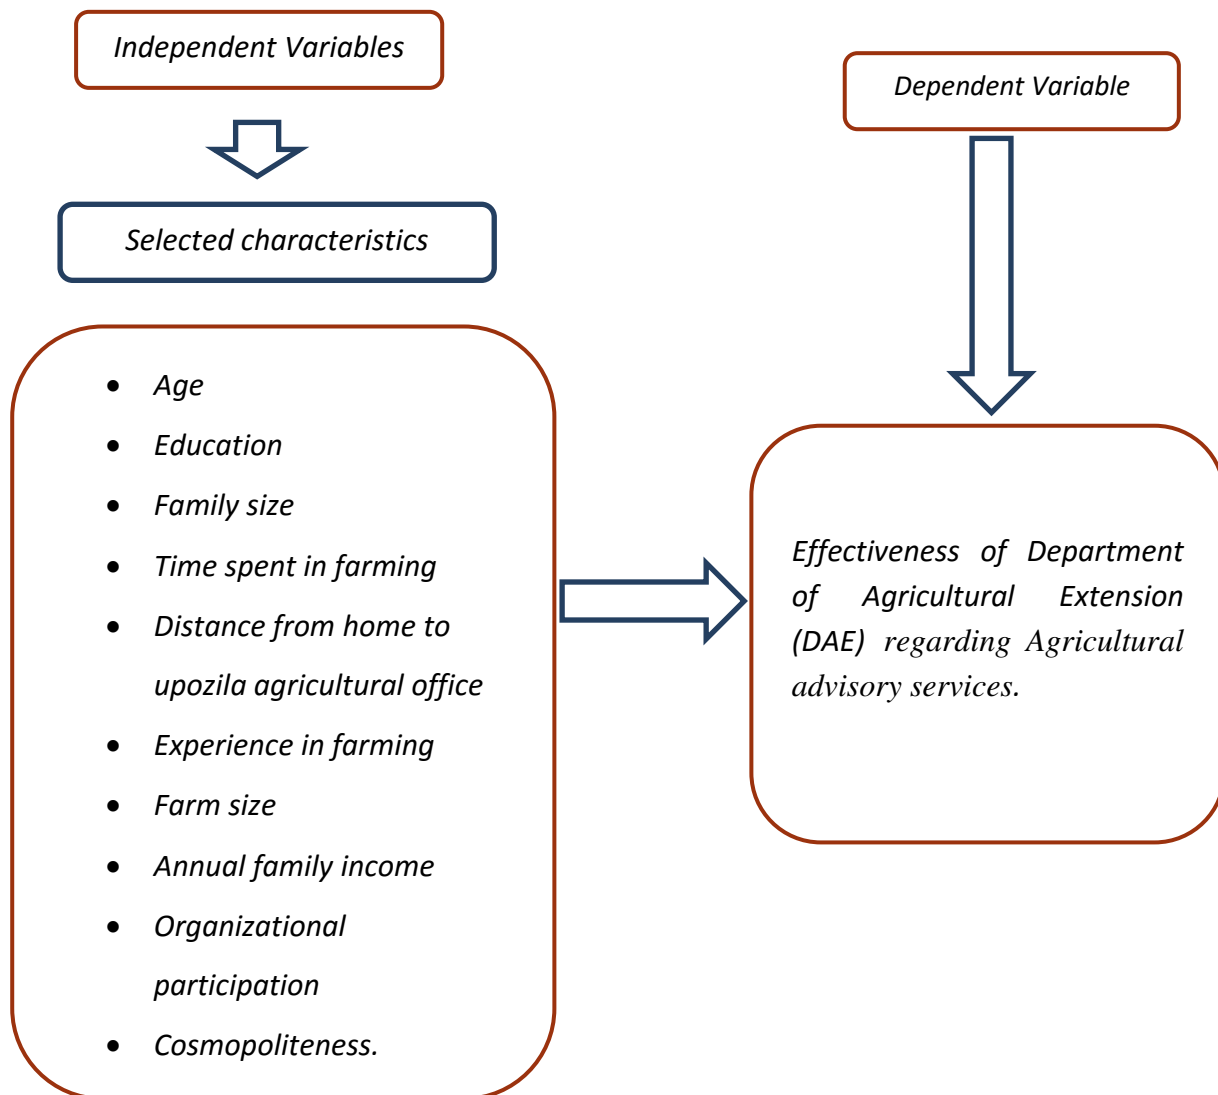 Independent Variables
Dependent Variable
Selected characteristics
• Age
• Education
• Family size
• Time spent in farming
• Distance from home to
upozila agricultural office
• Experience in farming
• Farm size
• Annual family income
• Organizational
participation
• Cosmopoliteness.
Effectiveness of Department
of Agricultural Extension
(DAE) regarding Agricultural
advisory services.